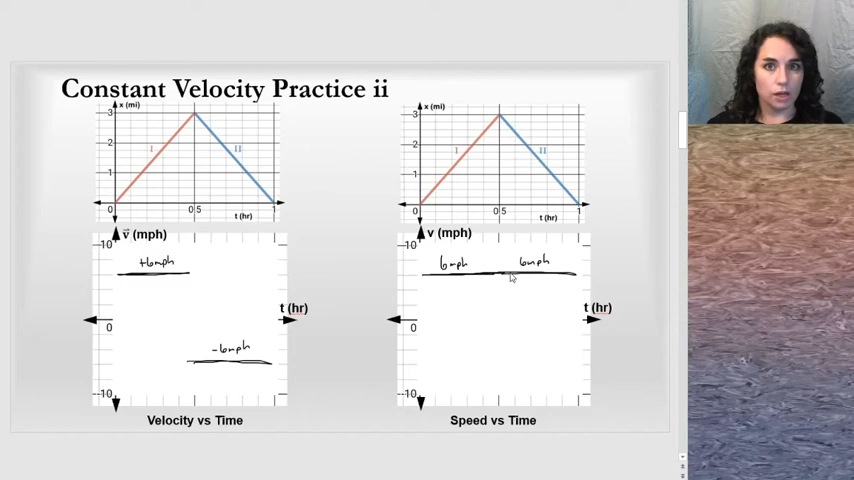 Constant Velocity Practice ii
x (mi)
3
2
1
0
0.5
1
t (hr)
I
II
x (mi)
3
2
1
0
0.5
1
t (hr)
I
II
v (mph)
10
+6mph
t (hr)
0
-6mph
-10
Velocity vs Time
v (mph)
10
6mph 6mph
t (hr)
0
-10
Speed vs Time